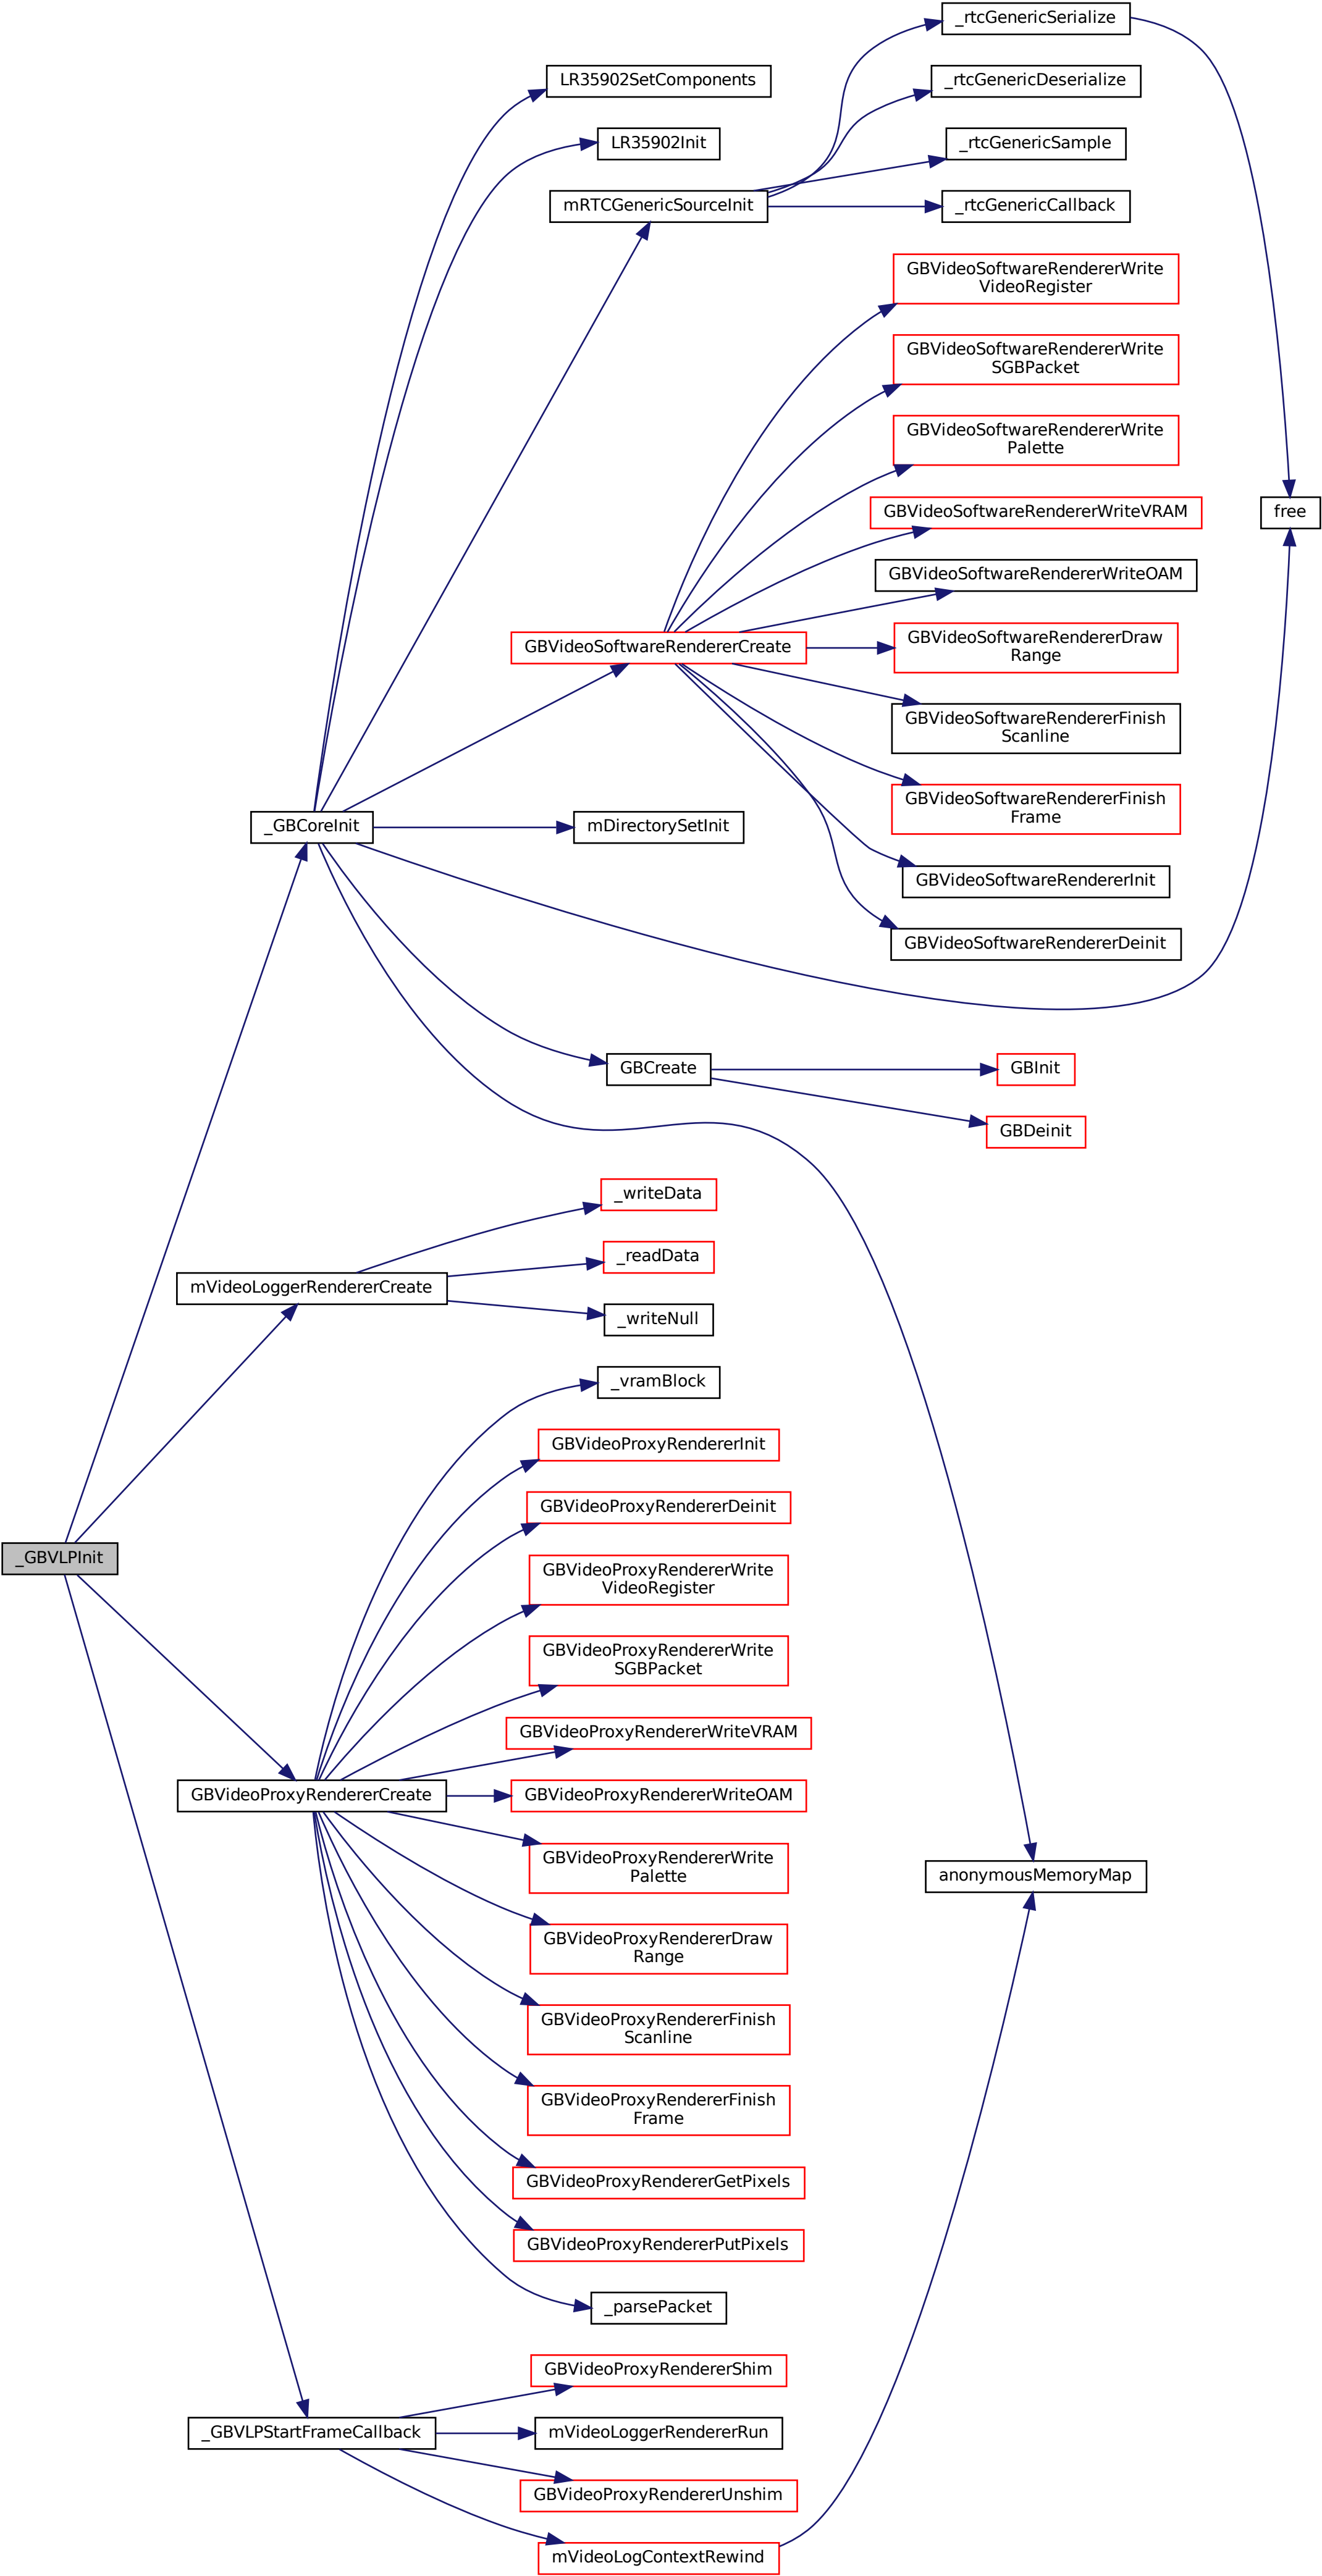 _rtcGenericSerialize
LR35902SetComponents
_rtcGenericDeserialize
LR35902Init
_rtcGenericSample
mRTCGenericSourceInit
_rtcGenericCallback
GBVideoSoftwareRendererWrite
VideoRegister
GBVideoSoftwareRendererWrite
SGBPacket
GBVideoSoftwareRendererWrite
Palette
GBVideoSoftwareRendererWriteVRAM
free
GBVideoSoftwareRendererWriteOAM
GBVideoSoftwareRendererCreate
GBVideoSoftwareRendererDraw
Range
GBVideoSoftwareRendererFinish
Scanline
GBVideoSoftwareRendererFinish
Frame
_GBCoreInit
mDirectorySetInit
GBVideoSoftwareRendererInit
GBVideoSoftwareRendererDeinit
GBCreate
GBInit
GBDeinit
_writeData
_readData
mVideoLoggerRendererCreate
_writeNull
_vramBlock
GBVideoProxyRendererInit
GBVideoProxyRendererDeinit
_GBVLPInit
GBVideoProxyRendererWrite
VideoRegister
GBVideoProxyRendererWrite
SGBPacket
GBVideoProxyRendererWriteVRAM
GBVideoProxyRendererCreate
GBVideoProxyRendererWriteOAM
GBVideoProxyRendererWrite
Palette
anonymousMemoryMap
GBVideoProxyRendererDraw
Range
GBVideoProxyRendererFinish
Scanline
GBVideoProxyRendererFinish
Frame
GBVideoProxyRendererGetPixels
GBVideoProxyRendererPutPixels
_parsePacket
GBVideoProxyRendererShim
_GBVLPStartFrameCallback
mVideoLoggerRendererRun
GBVideoProxyRendererUnshim
mVideoLogContextRewind